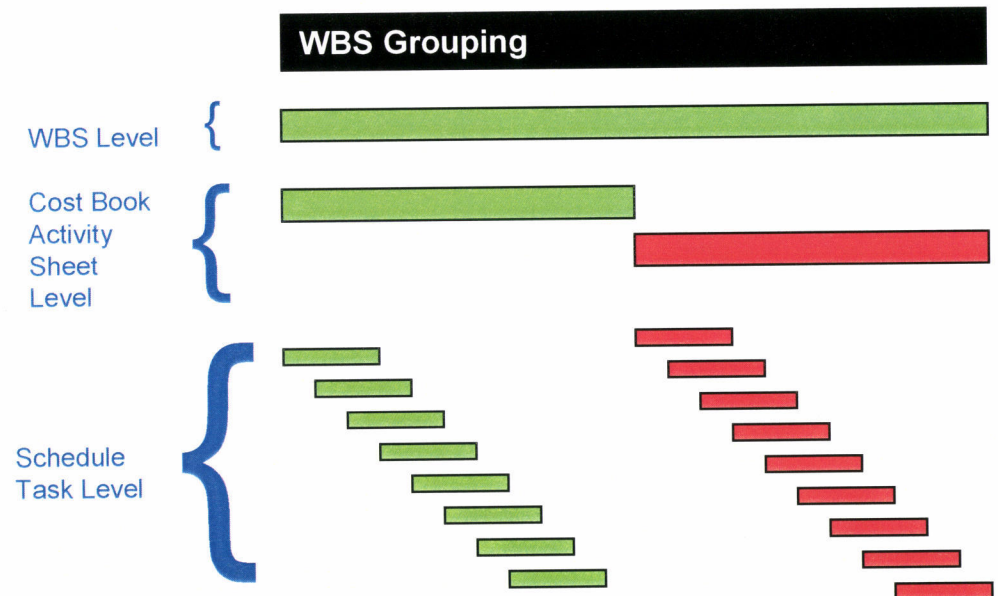 WBS Grouping
WBS Level
Cost Book
Activity
Sheet
Level
Schedule
Task Level